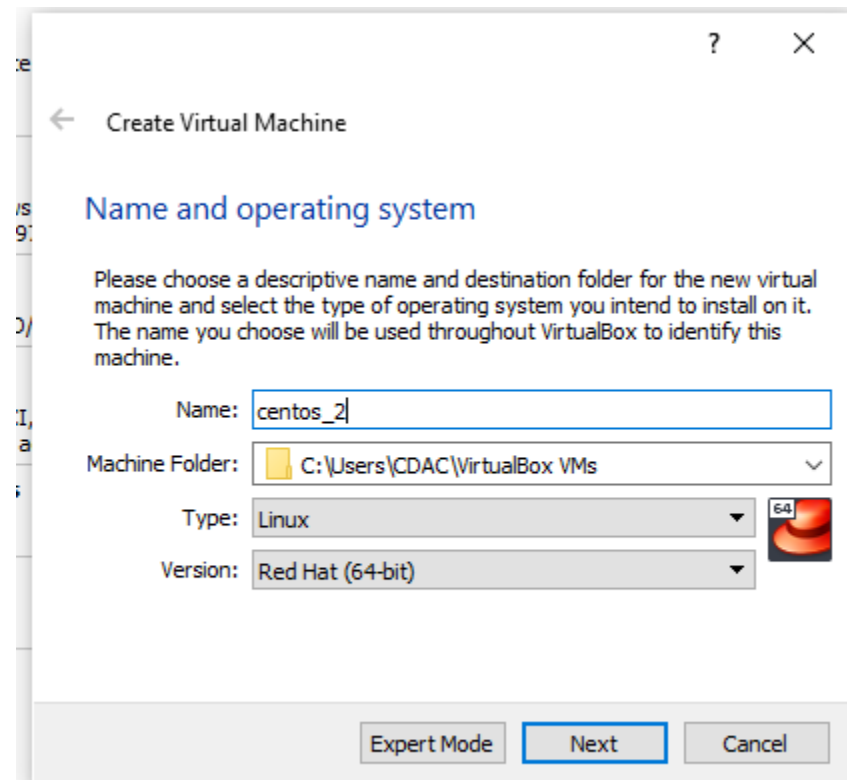 ?
Create Virtual Machine
Name and operating system
Please choose a descriptive name and destination folder for the new virtual
machine and select the type of operating system you intend to install on it.
The name you choose will be used throughout VirtualBox to identify this
machine.
Name: centos_2
Machine Folder: C:\Users\CDAC\VirtualBox VMs
Type: Linux
64
Version: Red Hat (64-bit)
Expert Mode Next Cancel